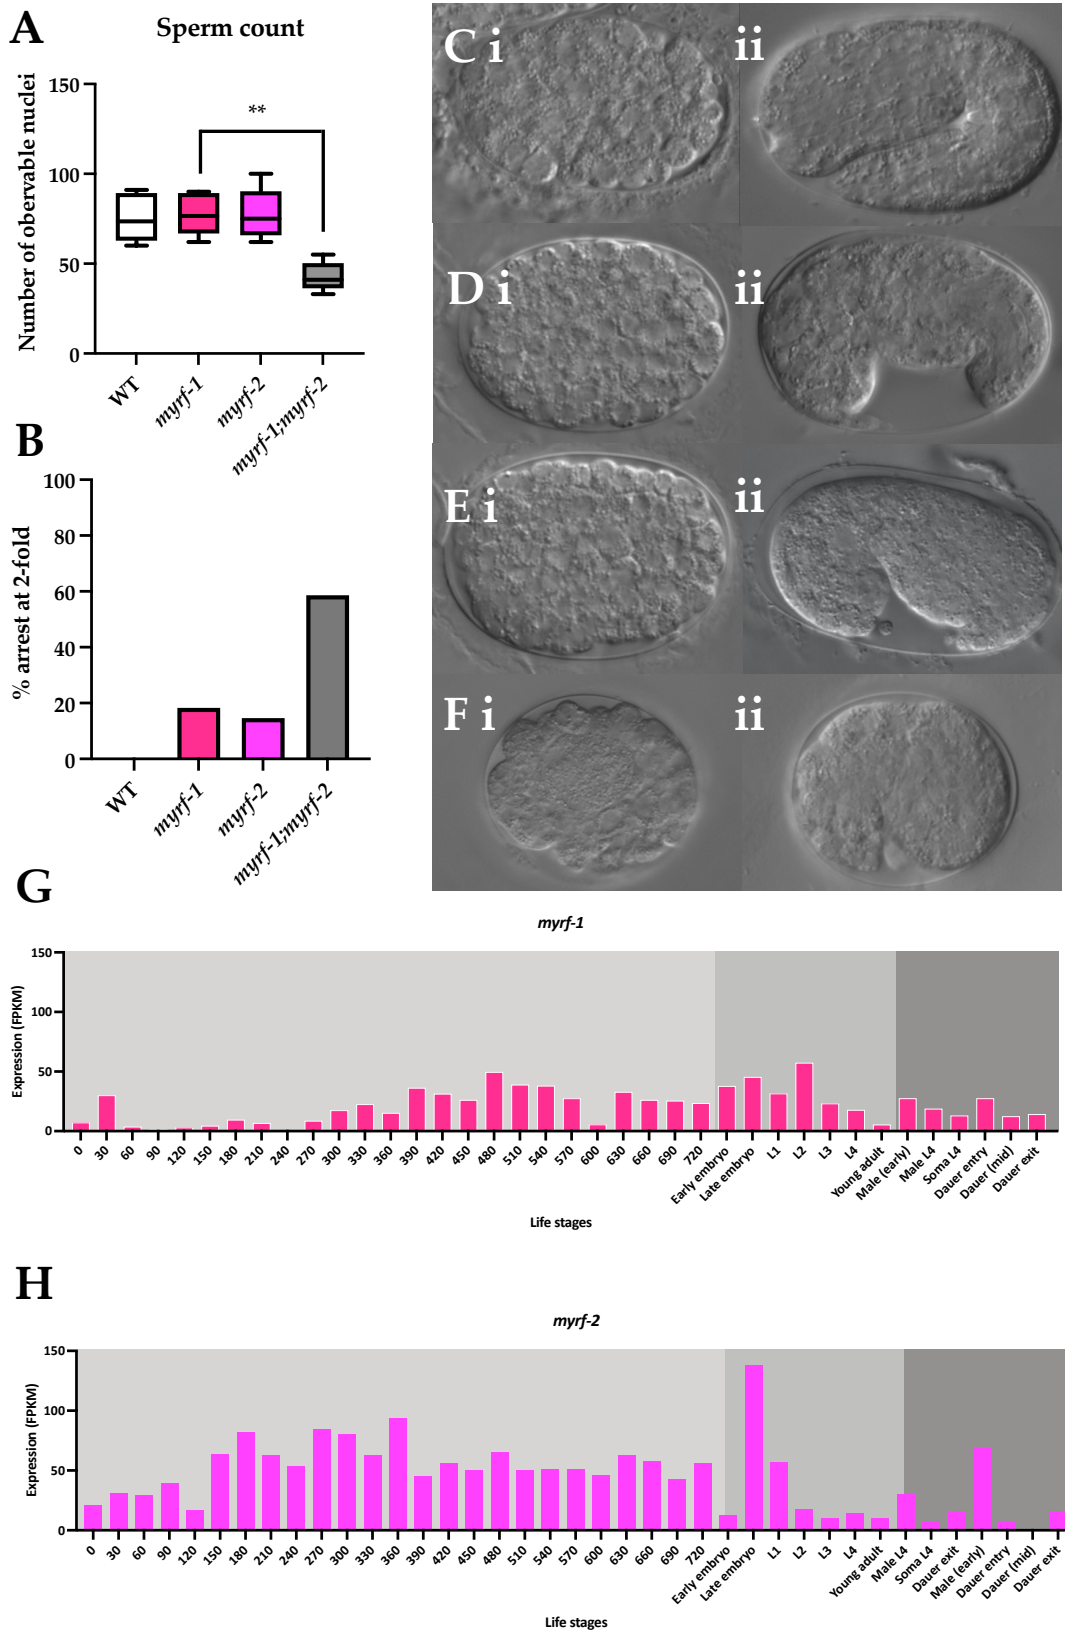 A
Sperm count
Number of obervable nuclei
150
100
50
0
**
WT
myrf-1
myrf-2
myrf-1;myrf-2
B
% arrest at 2-fold
100
80
60
40
20
0
WT
myrf-1
myrf-2
myrf-1;myrf-2
C i
ii
D i
ii
E i
ii
F i
ii
G
myrf-1
Expression (FPKM)
150
100
50
0
0 30 60 90 120 150 180 210 240 270 300 330 360 390 420 450 480 510 540 570 600 630 660 690 720 Early embryo Late embryo L1 L2 L3 L4 Young adult Male (early) Male L4 Soma L4 Dauer entry Dauer (mid) Dauer exit
Life stages
H
myrf-2
Expression (FPKM)
150
100
50
0
0 30 60 90 120 150 180 210 240 270 300 330 360 390 420 450 480 510 540 570 600 630 660 690 720 Early embryo Late embryo L1 L2 L3 L4 Young adult Male L4 Soma L4 Dauer exit Male (early) Dauer entry Dauer (mid) Dauer exit
Life stages